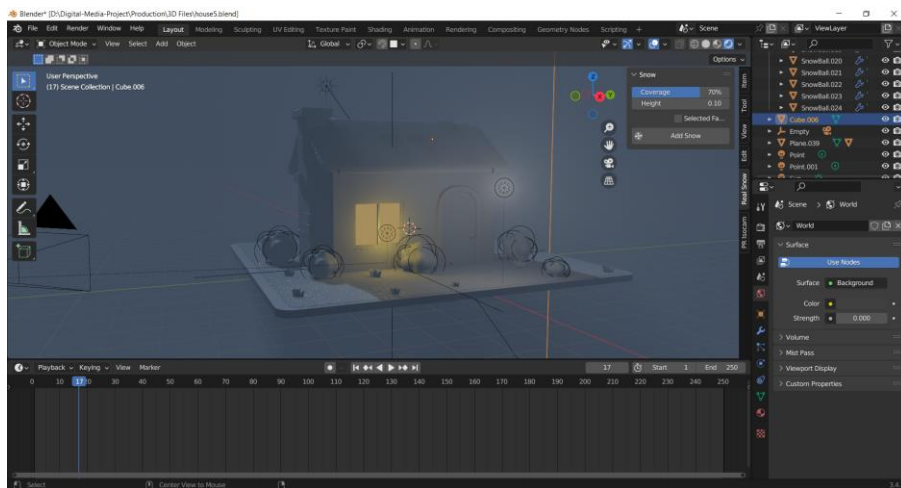 Blender* [D:\Digital-Media-Project\Production\3D Files\house5.blend]
File Edit Render Window Help Layout Modeling Sculpting UV Editing Texture Paint Shading Animation Rendering Compositing Geometry Nodes Scripting + Scene ViewLayer
Object Mode View Select Add Object Global
Options
User Perspective
(17) Scene Collection | Cube.006
Snow
Coverage 70%
Height 0.10
Selected Fa...
Add Snow
Item
Tool
View
Edit
Real Snow
SnowBall.020
SnowBall.021
SnowBall.022
SnowBall.023
SnowBall.024
Cube.006
Empty
Plane.039
Point
Point.001
Scene > World
World
Surface
Use Nodes
Surface Background
Color
Strength 0.000
Volume
Mist Pass
Viewport Display
Custom Properties
Playback Keying View Marker 17 Start 1 End 250
0 10 17 20 30 40 50 60 70 80 90 100 110 120 130 140 150 160 170 180 190 200 210 220 230 240 250
Select Center View to Mouse